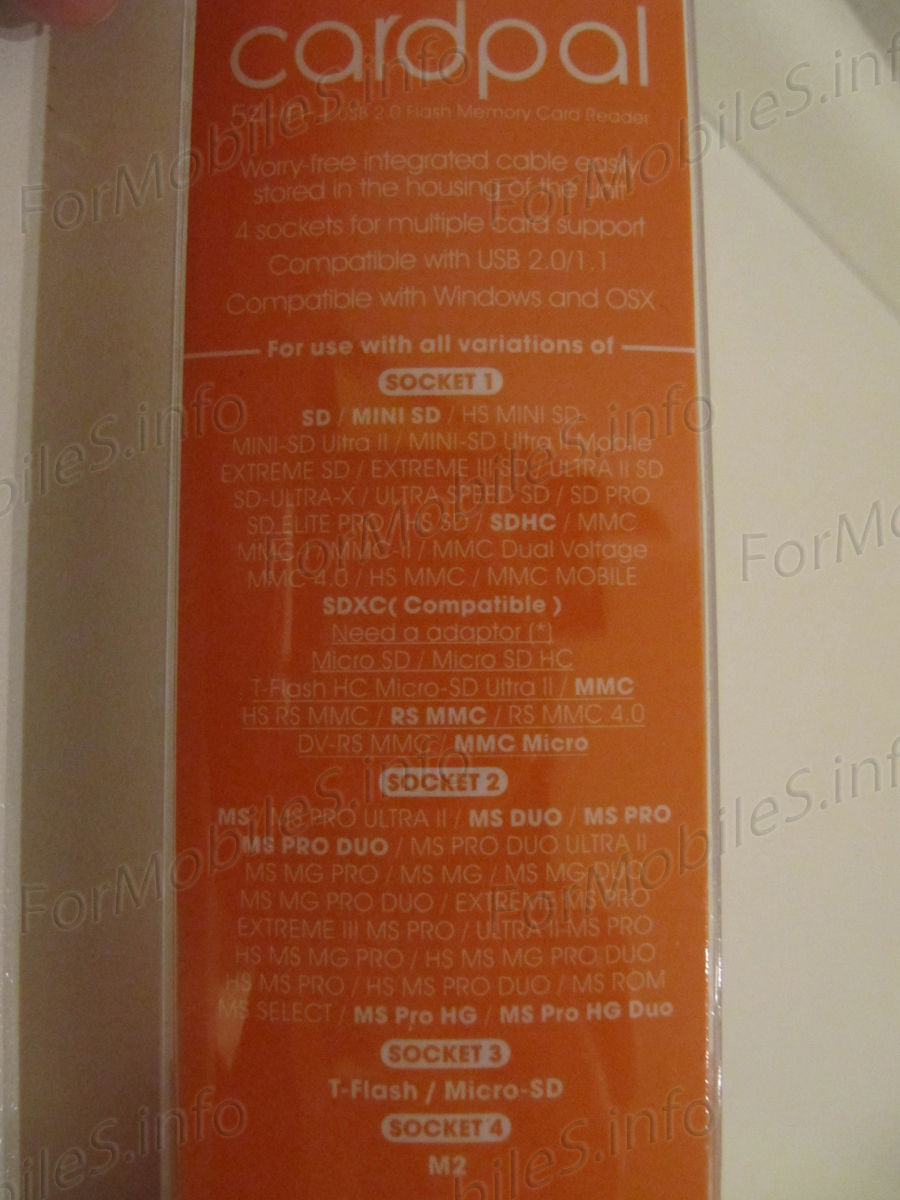 cardpal
54-in-1 USB 2.0 Flash Memory Card Reader
Worry-free integrated cable easily
stored in the housing of the unit
4 sockets for multiple card support
Compatible with USB 2.0/1.1
Compatible with Windows and OSX
For use with all variations of
SOCKET 1
SD / MINI SD / HS MINI SD
MINI-SD Ultra II / MINI-SD Ultra II Mobile
EXTREME SD / EXTREME III SD / ULTRA II SD
SD-ULTRA-X / ULTRA SPEED SD / SD PRO
SD ELITE PRO / HS SD / SDHC / MMC
MMC-I / MMC-II / MMC Dual Voltage
MMC-4.0 / HS MMC / MMC MOBILE
SDXC( Compatible )
Need a adaptor (*)
Micro SD / Micro SD HC
T-Flash HC Micro-SD Ultra II / MMC
HS RS MMC / RS MMC / RS MMC 4.0
DV-RS MMC / MMC Micro
SOCKET 2
MS / MS PRO ULTRA II / MS DUO / MS PRO
MS PRO DUO / MS PRO DUO ULTRA II
MS MG PRO / MS MG / MS MG DUO
MS MG PRO DUO / EXTREME MS PRO
EXTREME III MS PRO / ULTRA II MS PRO
HS MS MG PRO / HS MS MG PRO DUO
HS MS PRO / HS MS PRO DUO / MS ROM
MS SELECT / MS Pro HG / MS Pro HG Duo
SOCKET 3
T-Flash / Micro-SD
SOCKET 4
M2
ForMobileS.info